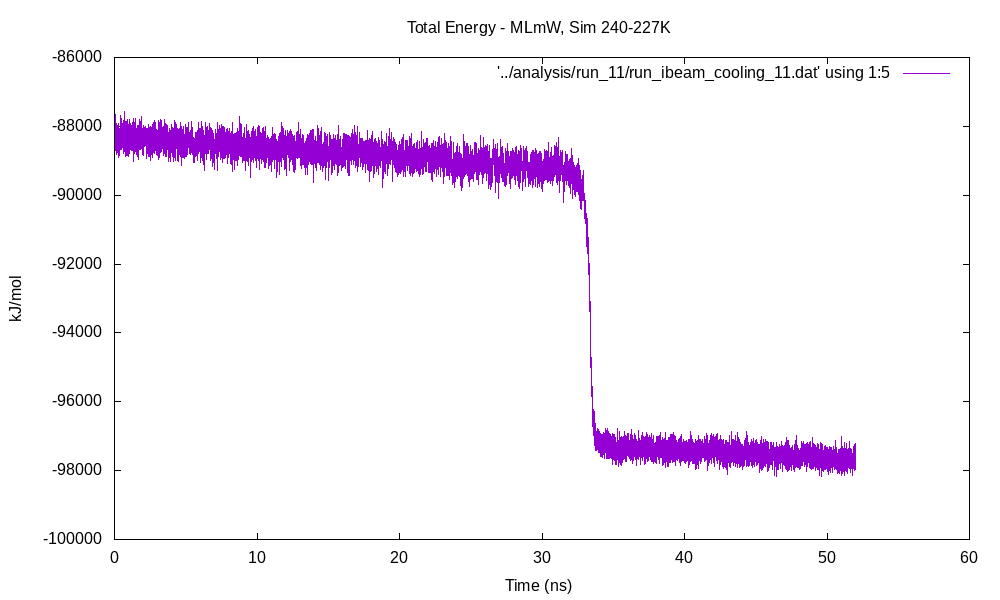 Total Energy - MLmW, Sim 240-227K
'../analysis/run_11/run_ibeam_cooling_11.dat' using 1:5
-86000
-88000
-90000
-92000
-94000
-96000
-98000
-100000
kJ/mol
0 10 20 30 40 50 60
Time (ns)